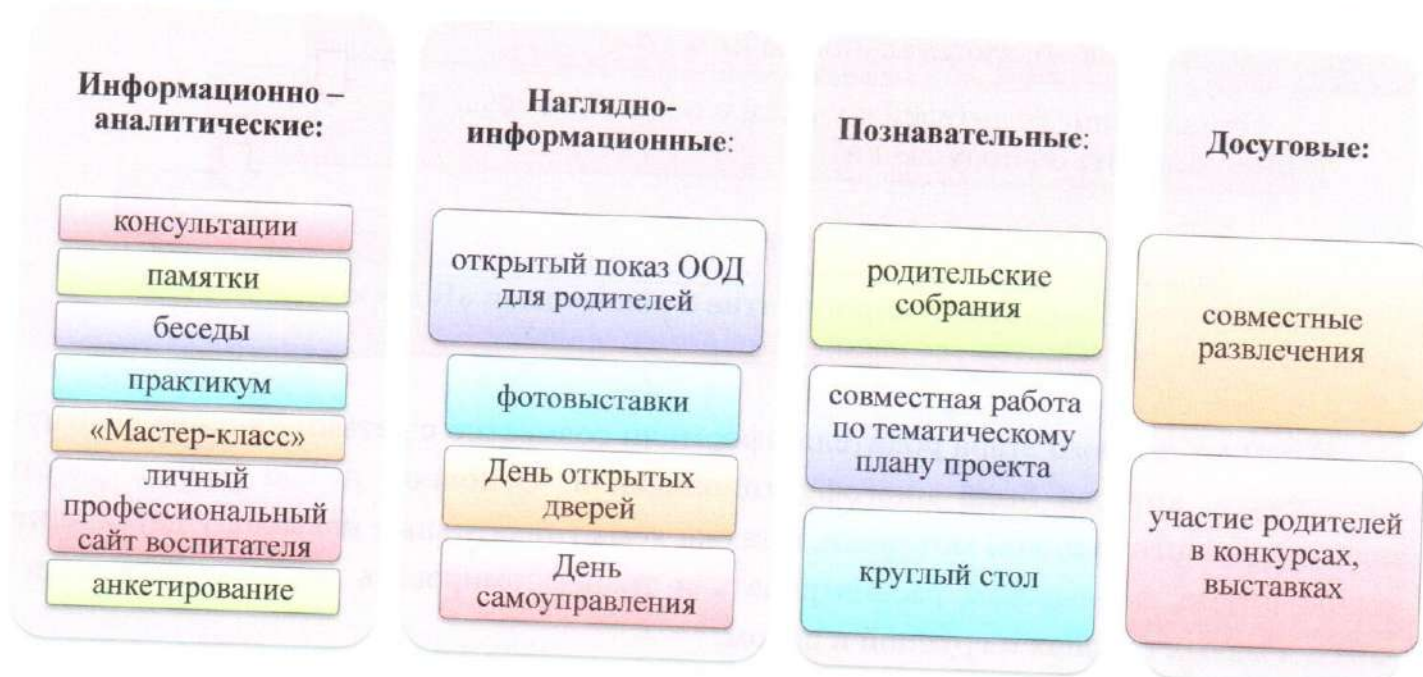 Информационно –
аналитические:
консультации
памятки
беседы
практикум
«Мастер-класс»
личный
профессиональный
сайт воспитателя
анкетирование
Наглядно-
информационные:
открытый показ ООД
для родителей
фотовыставки
День открытых
дверей
День
самоуправления
Познавательные:
родительские
собрания
совместная работа
по тематическому
плану проекта
круглый стол
Досуговые:
совместные
развлечения
участие родителей
в конкурсах,
выставках